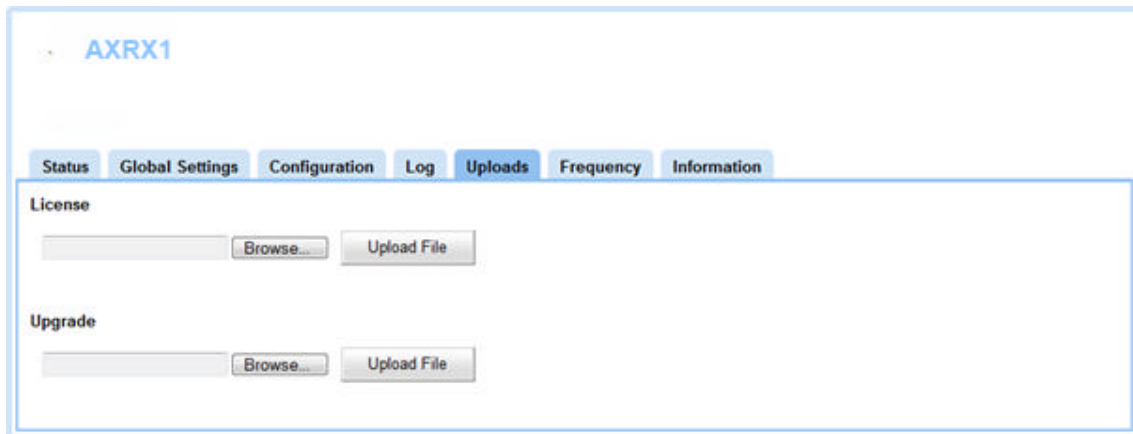 AXRX1
Status Global Settings Configuration Log Uploads Frequency Information
License
Browse... Upload File
Upgrade
Browse... Upload File